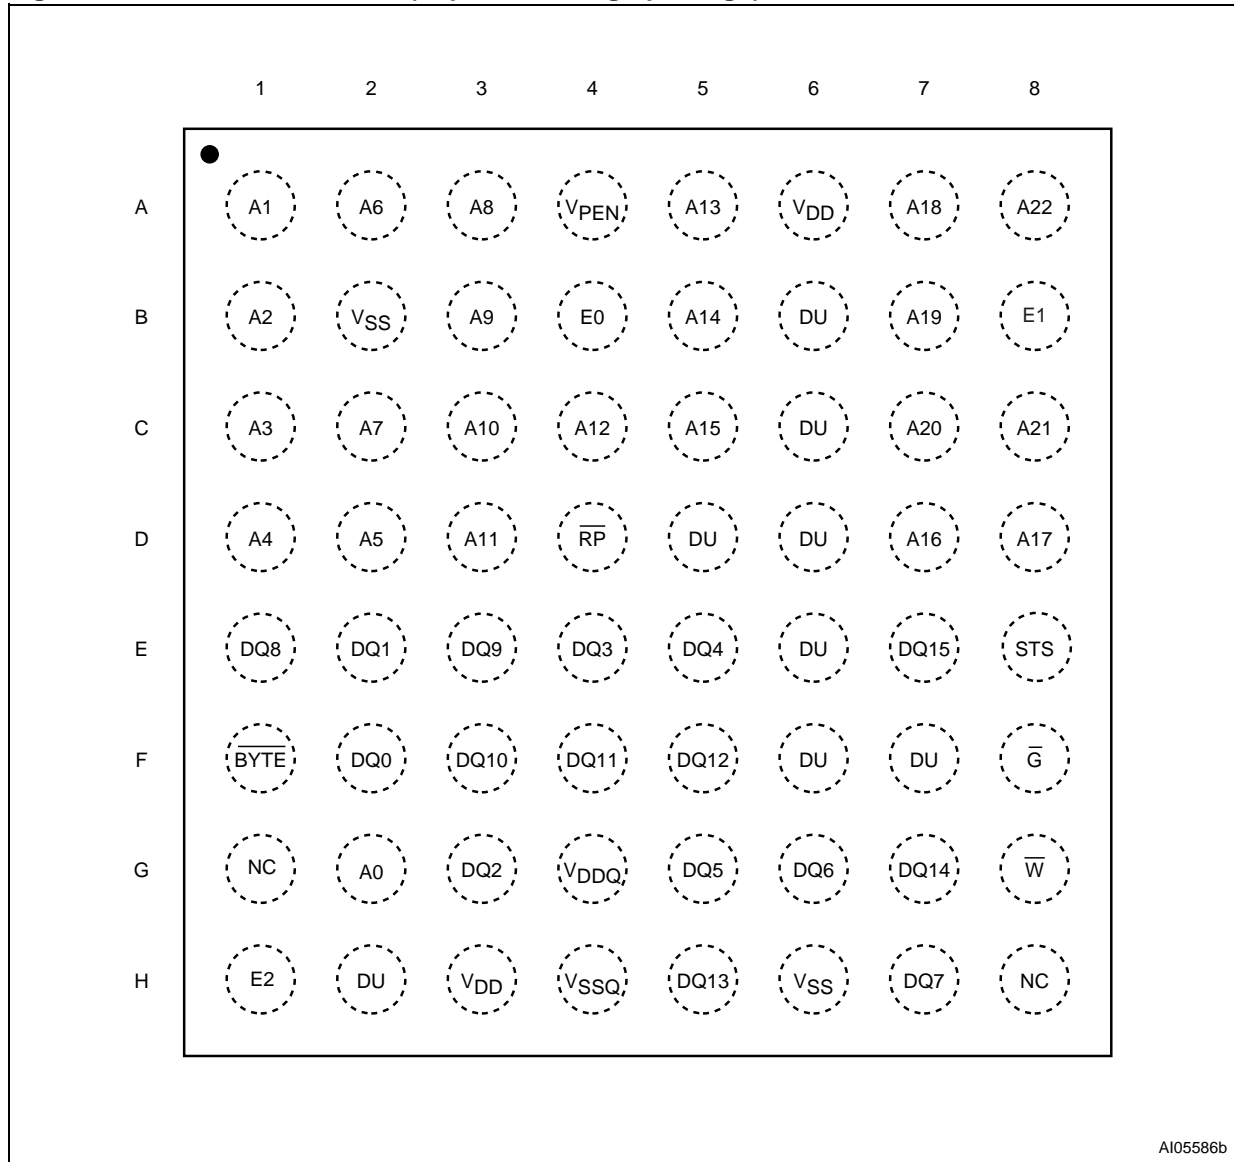 1 2 3 4 5 6 7 8
A A1 A6 A8 VPEN A13 VDD A18 A22
B A2 VSS A9 E0 A14 DU A19 E1
C A3 A7 A10 A12 A15 DU A20 A21
D A4 A5 A11 R̅P̅ DU DU A16 A17
E DQ8 DQ1 DQ9 DQ3 DQ4 DU DQ15 STS
F B̅Y̅T̅E̅ DQ0 DQ10 DQ11 DQ12 DU DU G̅
G NC A0 DQ2 VDDQ DQ5 DQ6 DQ14 W̅
H E2 DU VDD VSSQ DQ13 VSS DQ7 NC
AI05586b